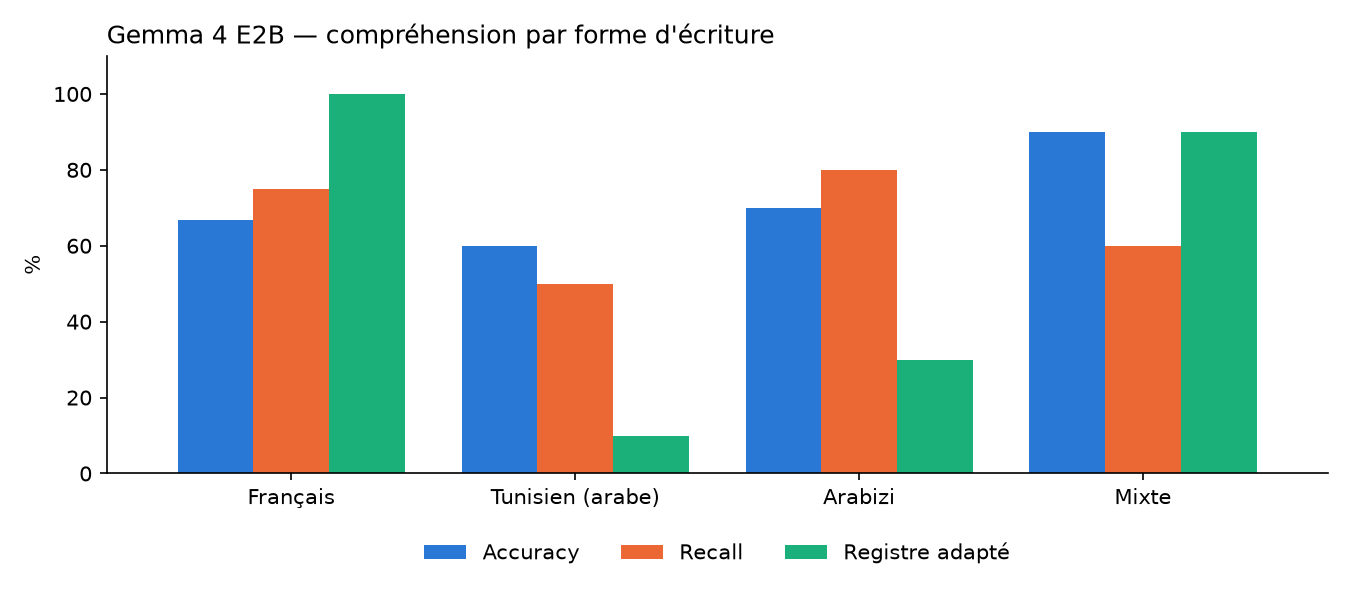 Gemma 4 E2B — compréhension par forme d'écriture
100
80
60
40
20
0
%
Français Tunisien (arabe) Arabizi Mixte
Accuracy Recall Registre adapté